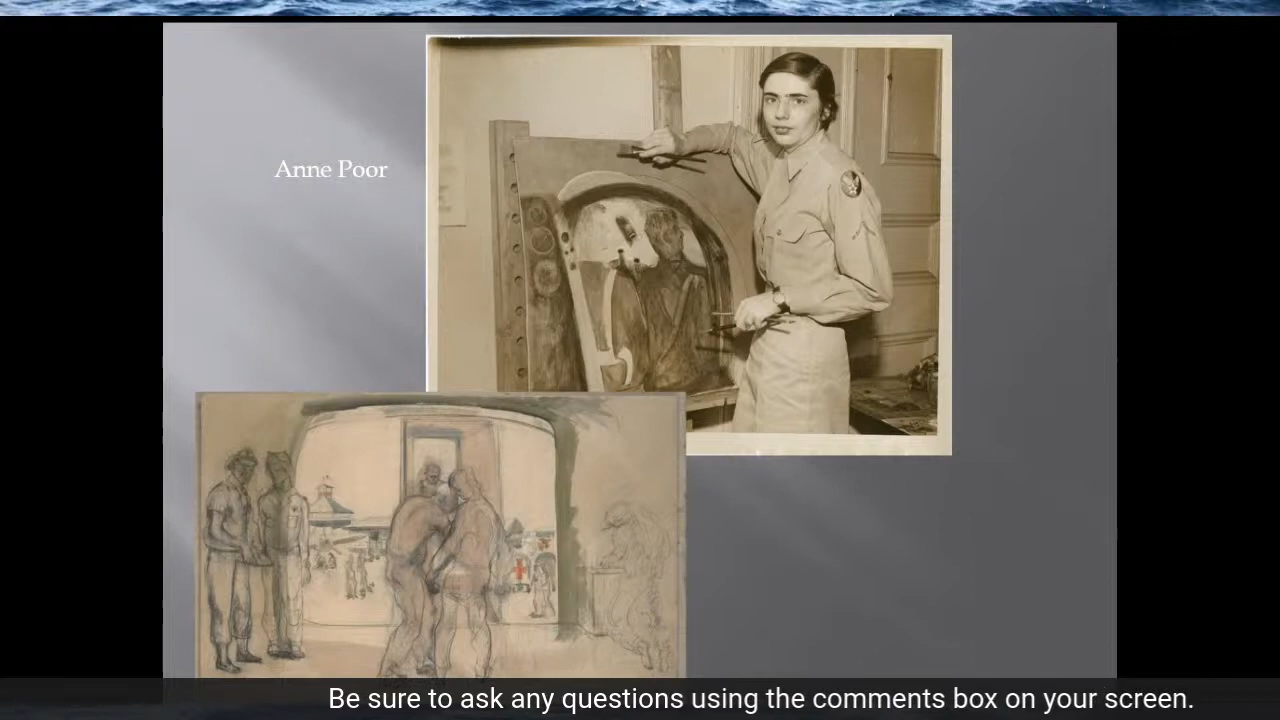 Anne Poor
Be sure to ask any questions using the comments box on your screen.